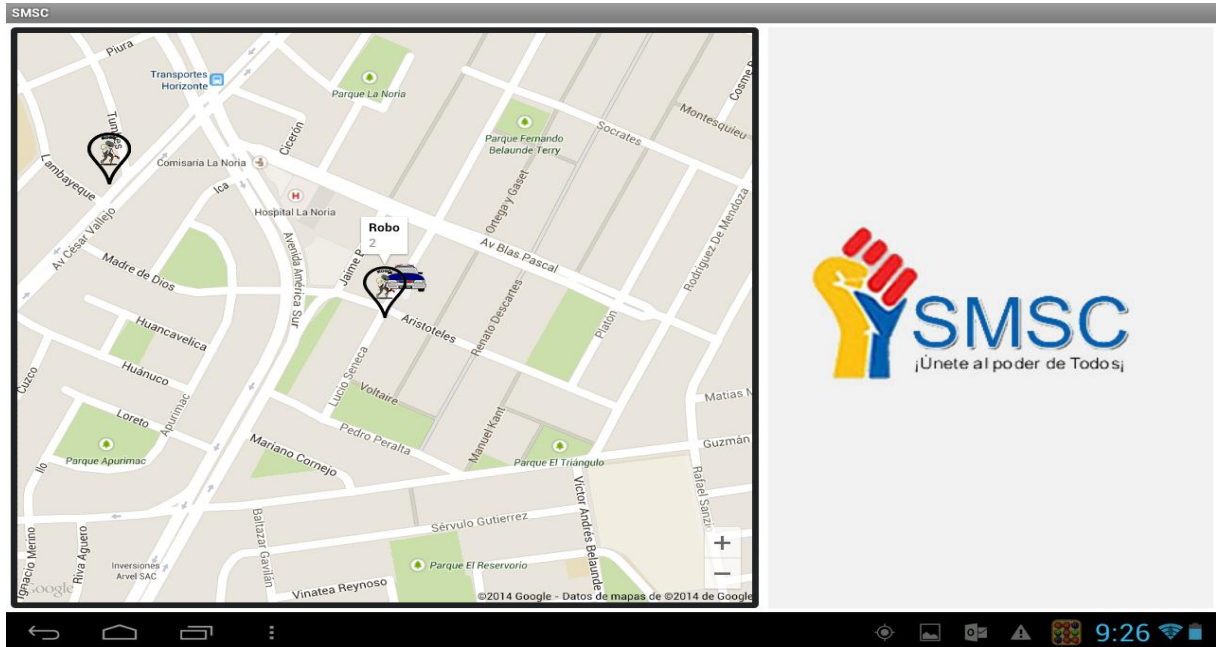 SMSC
Piura
Transportes
Horizonte
Parque La Noria
Cosme
Montesquieu
Tumbes
Cicerón
Parque Fernando
Belaunde Terry
Socrates
Lambayeque
Comisaria La Noria
Ica
Hospital La Noria
Ortega y Gaset
Rodriguez De Mendoza
Av César Vallejo
Robo
2
Avenida América Sur
Jaime
Av Blas Pascal
Madre de Dios
Huancavelica
Aristoteles
Renato Descartes
Platón
Huánuco
Cuzco
Lucio Seneca
Voltaire
Apurimac
Loreto
Manuel Kant
Matias
Pedro Peralta
Mariano Cornejo
Guzmán
Parque Apurimac
Ilo
Parque El Triángulo
Rafael Sanzio
Victor Andrés Belaunde
Baltazar Gavilán
Sérvulo Gutierrez
Ignacio Merino
Riva Aguero
Inversiones
Arvel SAC
Parque El Reservorio
+
−
Google
Vinatea Reynoso
©2014 Google - Datos de mapas de ©2014 de Google
SMSC
¡Únete al poder de Todos¡
9:26